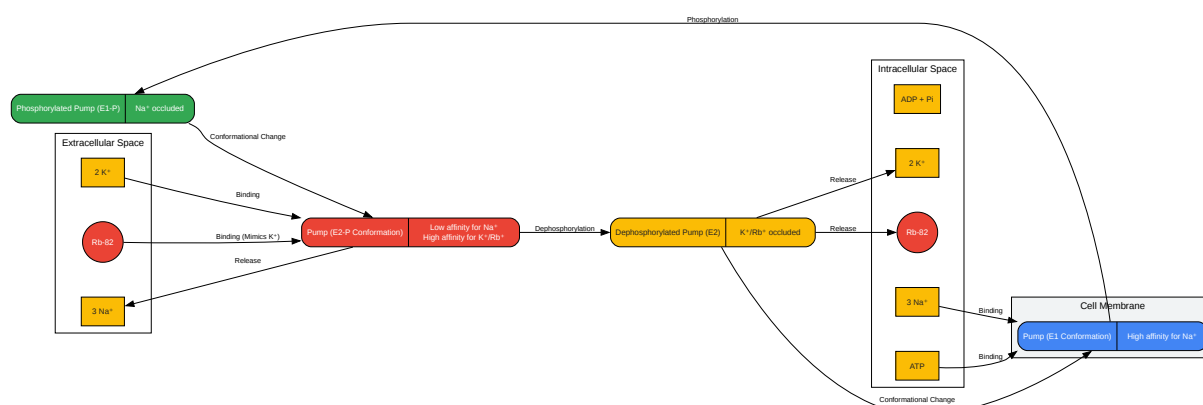 Phosphorylation
Intracellular Space
ADP + Pi
Phosphorylated Pump (E1-P)
Na⁺ occluded
Conformational Change
Extracellular Space
2 K⁺
Binding
2 K⁺
Release
Rb-82
Binding (Mimics K⁺)
Pump (E2-P Conformation)
Low affinity for Na⁺
High affinity for K⁺/Rb⁺
Dephosphorylation
Dephosphorylated Pump (E2)
K⁺/Rb⁺ occluded
Release
Rb-82
Release
3 Na⁺
3 Na⁺
Binding
Cell Membrane
Pump (E1 Conformation)
High affinity for Na⁺
ATP
Binding
Conformational Change